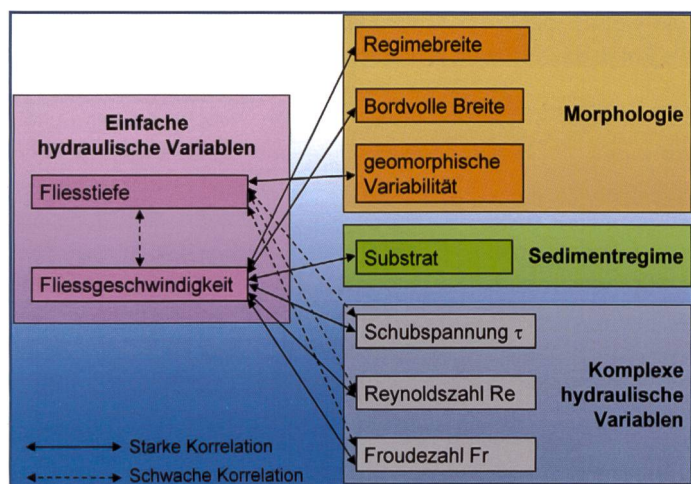 Einfache
hydraulische Variablen
Fliesstiefe
Fliessgeschwindigkeit
Regimebreite
Bordvolle Breite
geomorphische
Variabilität
Morphologie
Substrat
Sedimentregime
Schubspannung τ
Reynoldszahl Re
Froudezahl Fr
Komplexe
hydraulische
Variablen
Starke Korrelation
Schwache Korrelation